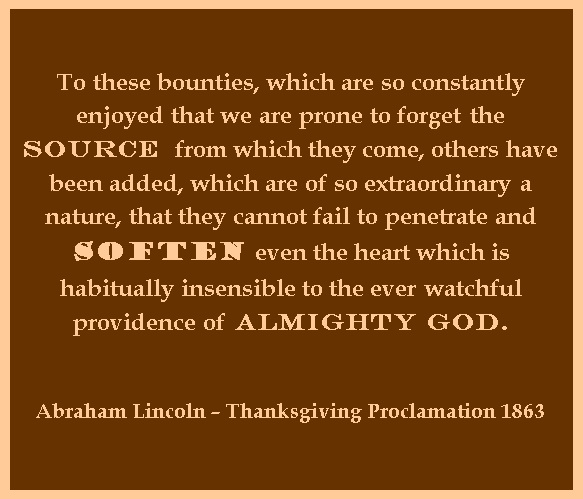 To these bounties, which are so constantly
enjoyed that we are prone to forget the
SOURCE from which they come, others have
been added, which are of so extraordinary a
nature, that they cannot fail to penetrate and
SOFTEN even the heart which is
habitually insensible to the ever watchful
providence of ALMIGHTY GOD.
Abraham Lincoln – Thanksgiving Proclamation 1863